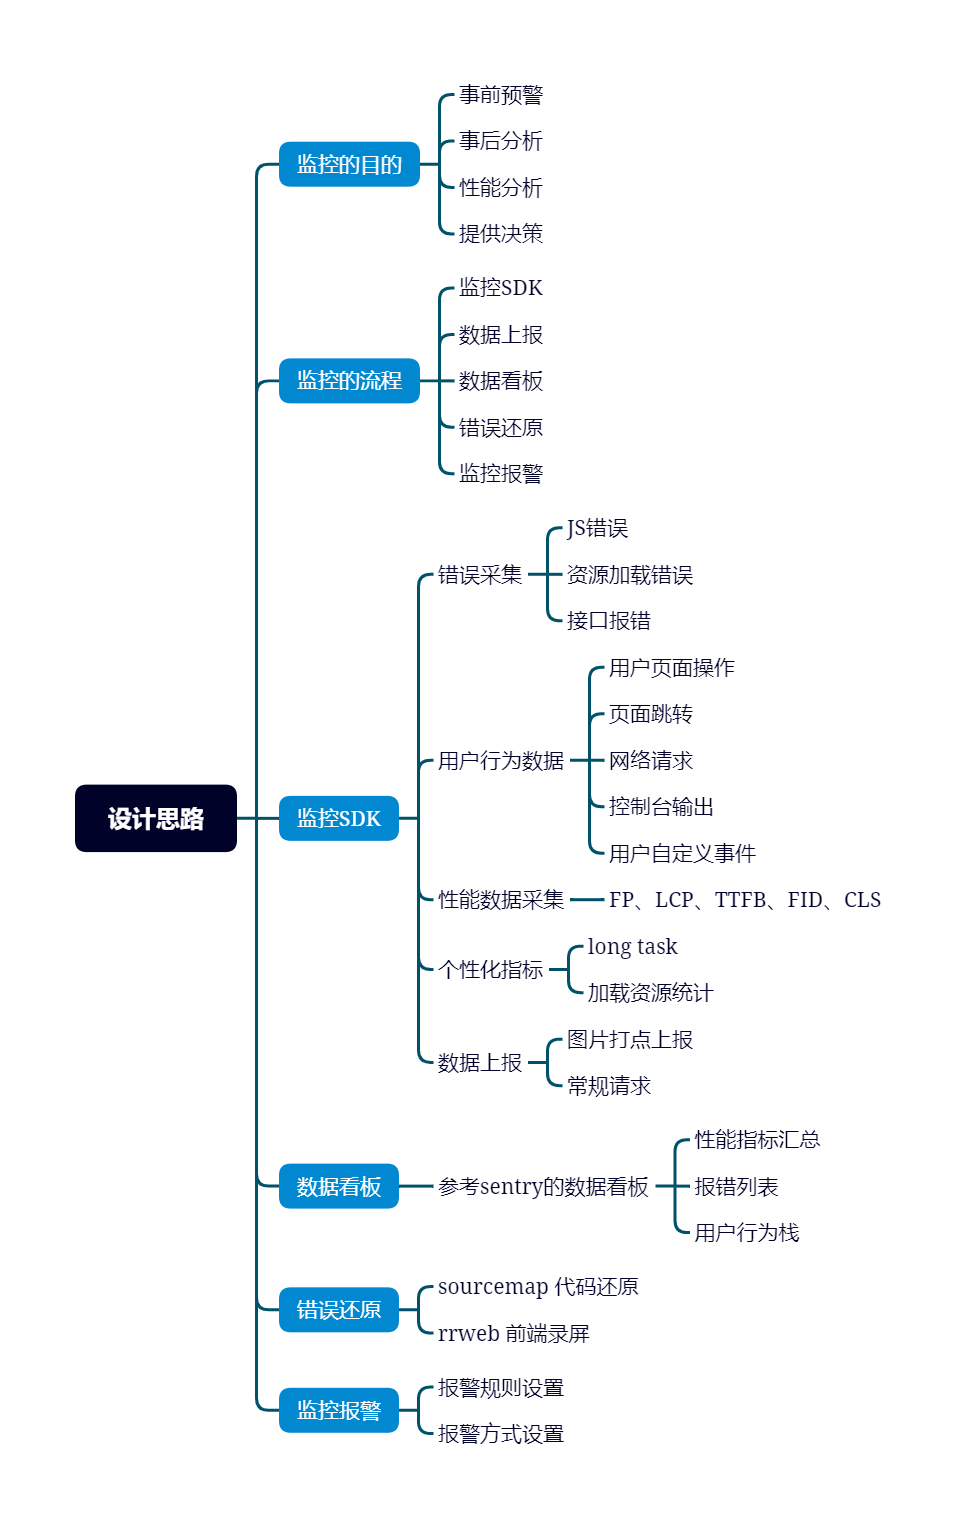 设计思路
监控的目的
事前预警
事后分析
性能分析
提供决策
监控的流程
监控SDK
数据上报
数据看板
错误还原
监控报警
监控SDK
错误采集
JS错误
资源加载错误
接口报错
用户行为数据
用户页面操作
页面跳转
网络请求
控制台输出
用户自定义事件
性能数据采集
FP、LCP、TTFB、FID、CLS
个性化指标
long task
加载资源统计
数据上报
图片打点上报
常规请求
数据看板
参考sentry的数据看板
性能指标汇总
报错列表
用户行为栈
错误还原
sourcemap 代码还原
rrweb 前端录屏
监控报警
报警规则设置
报警方式设置